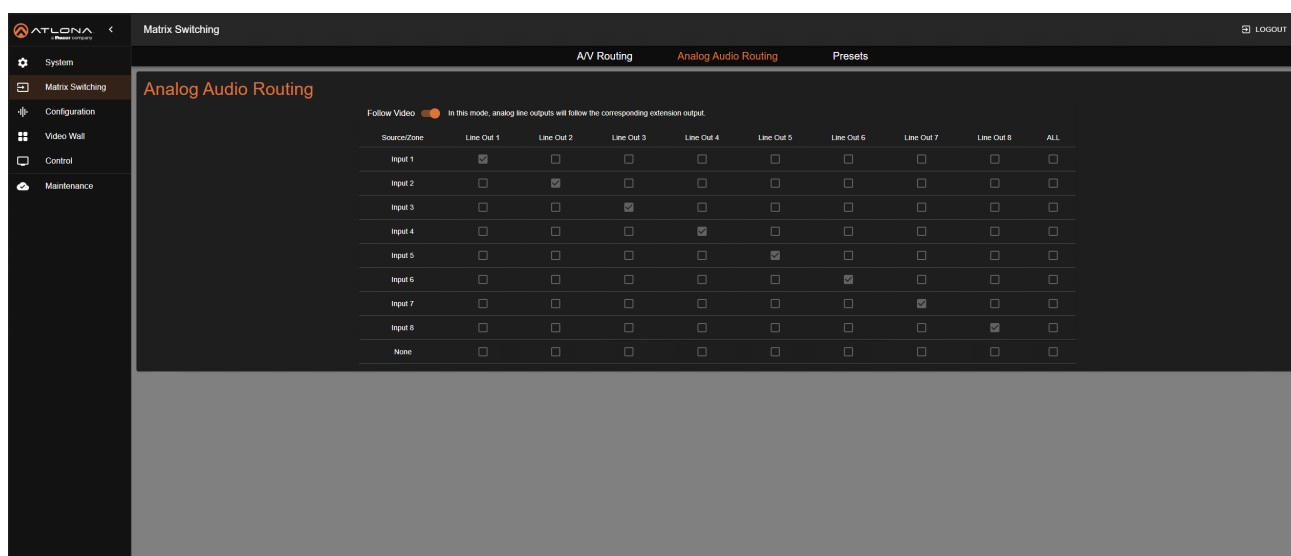 ATLONA
a Panduit company
Matrix Switching
LOGOUT
System
Matrix Switching
Configuration
Video Wall
Control
Maintenance
A/V Routing Analog Audio Routing Presets
Analog Audio Routing
Follow Video In this mode, analog line outputs will follow the corresponding extension output.
Source/Zone Line Out 1 Line Out 2 Line Out 3 Line Out 4 Line Out 5 Line Out 6 Line Out 7 Line Out 8 ALL
Input 1
Input 2
Input 3
Input 4
Input 5
Input 6
Input 7
Input 8
None